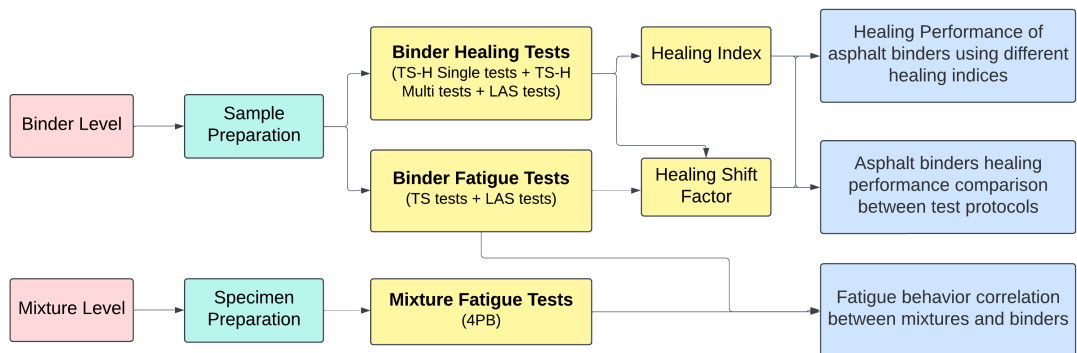 Binder Level
Sample
Preparation
Binder Healing Tests
(TS-H Single tests + TS-H
Multi tests + LAS tests)
Healing Index
Healing Performance of
asphalt binders using different
healing indices
Binder Fatigue Tests
(TS tests + LAS tests)
Healing Shift
Factor
Asphalt binders healing
performance comparison
between test protocols
Mixture Level
Specimen
Preparation
Mixture Fatigue Tests
(4PB)
Fatigue behavior correlation
between mixtures and binders